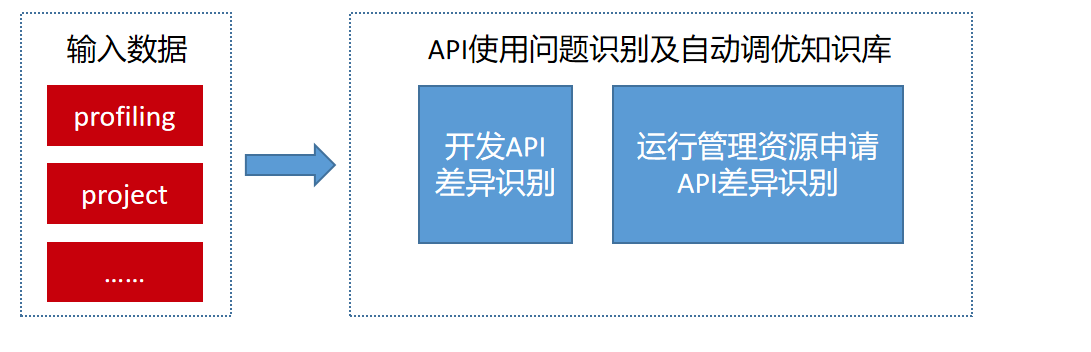 输入数据
profiling
project
......
API使用问题识别及自动调优知识库
开发API
差异识别
运行管理资源申请
API差异识别